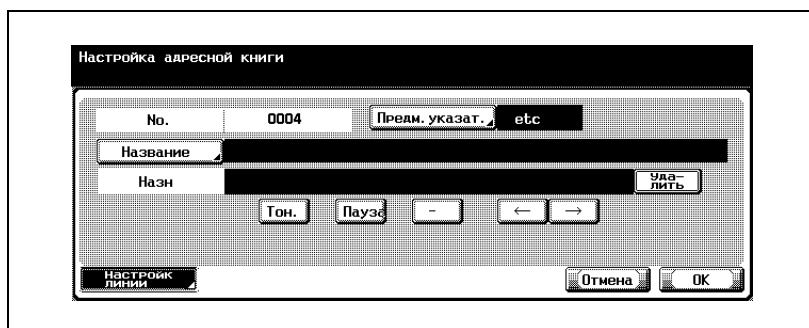 Настройка адресной книги
No. 0004 Предм.указат. etc
Название
Назн Уда-
лить
Тон. Пауза - ← →
Настройк
линии Отмена OK